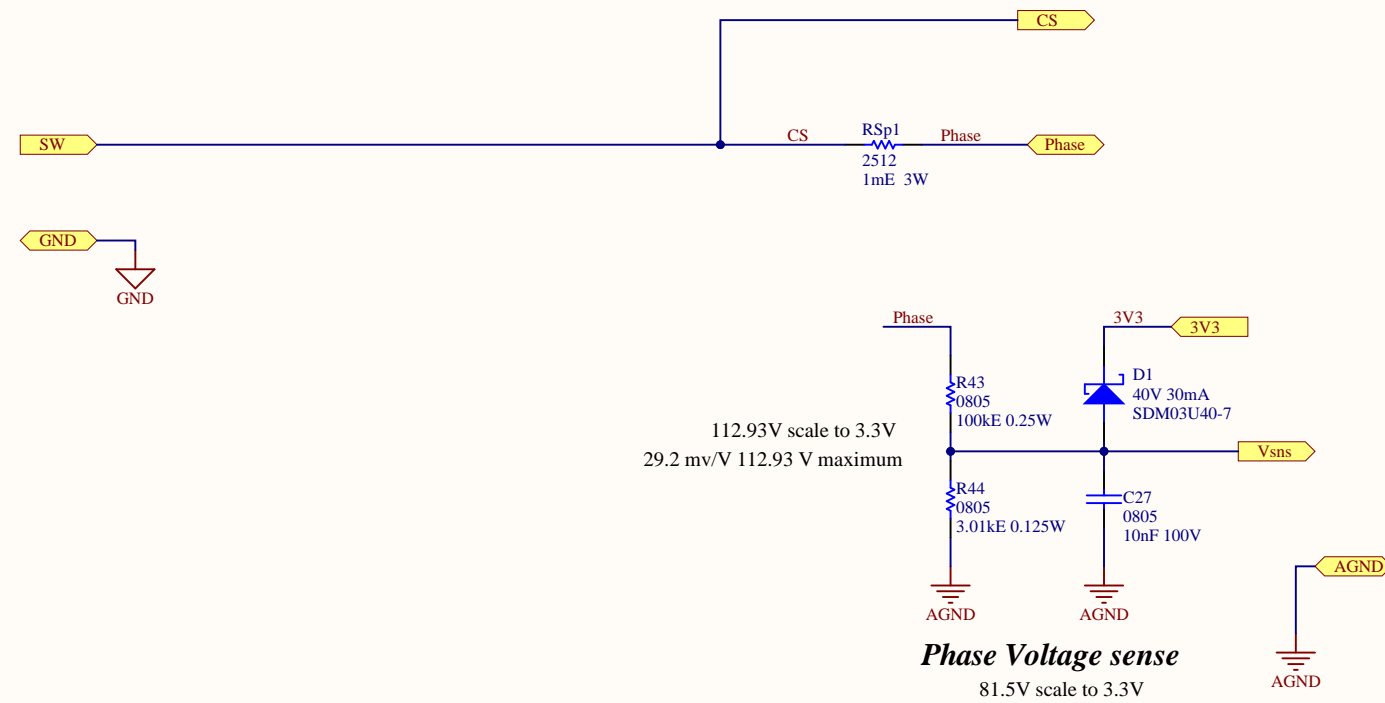 CS
SW
CS
RSp1
Phase
Phase
2512
1mE 3W
GND
GND
Phase
3V3
3V3
R43
0805
100kE 0.25W
D1
40V 30mA
SDM03U40-7
112.93V scale to 3.3V
29.2 mv/V 112.93 V maximum
Vsns
R44
0805
3.01kE 0.125W
C27
0805
10nF 100V
AGND
AGND
AGND
Phase Voltage sense
AGND
81.5V scale to 3.3V